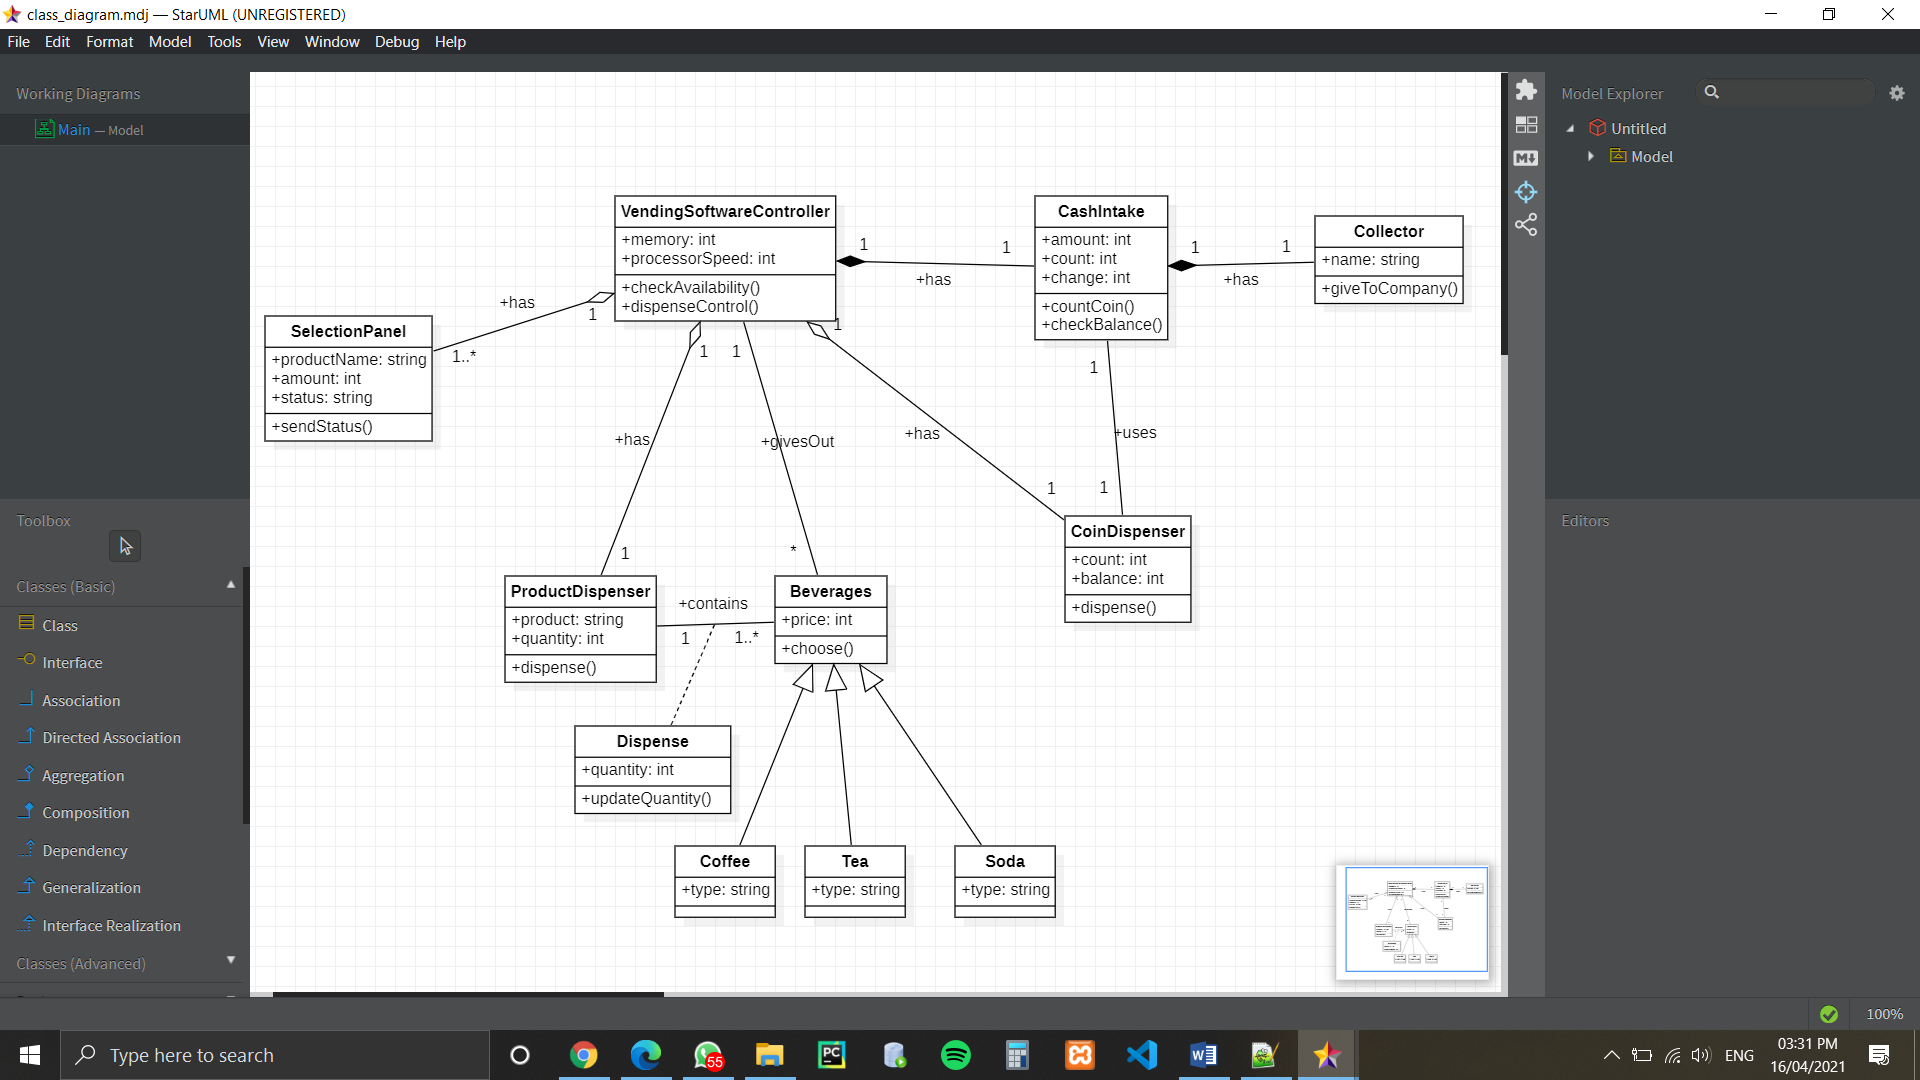 class_diagram.mdj — StarUML (UNREGISTERED)
File Edit Format Model Tools View Window Debug Help
Working Diagrams
Main — Model
Toolbox
Classes (Basic)
Class
Interface
Association
Directed Association
Aggregation
Composition
Dependency
Generalization
Interface Realization
Classes (Advanced)
VendingSoftwareController
+memory: int
+processorSpeed: int
+checkAvailability()
+dispenseControl()
CashIntake
+amount: int
+count: int
+change: int
+countCoin()
+checkBalance()
Collector
+name: string
+giveToCompany()
1
1
+has
1
1
+has
+has
1
1..*
SelectionPanel
+productName: string
+amount: int
+status: string
+sendStatus()
1
1
1
1
+has
+givesOut
+has
+uses
1
1
1
*
CoinDispenser
+count: int
+balance: int
+dispense()
ProductDispenser
+product: string
+quantity: int
+dispense()
+contains
1
1..*
Beverages
+price: int
+choose()
Dispense
+quantity: int
+updateQuantity()
Coffee
+type: string
Tea
+type: string
Soda
+type: string
M
Model Explorer
Untitled
Model
Editors
100%
Type here to search
55
PC
W
ENG
03:31 PM
16/04/2021